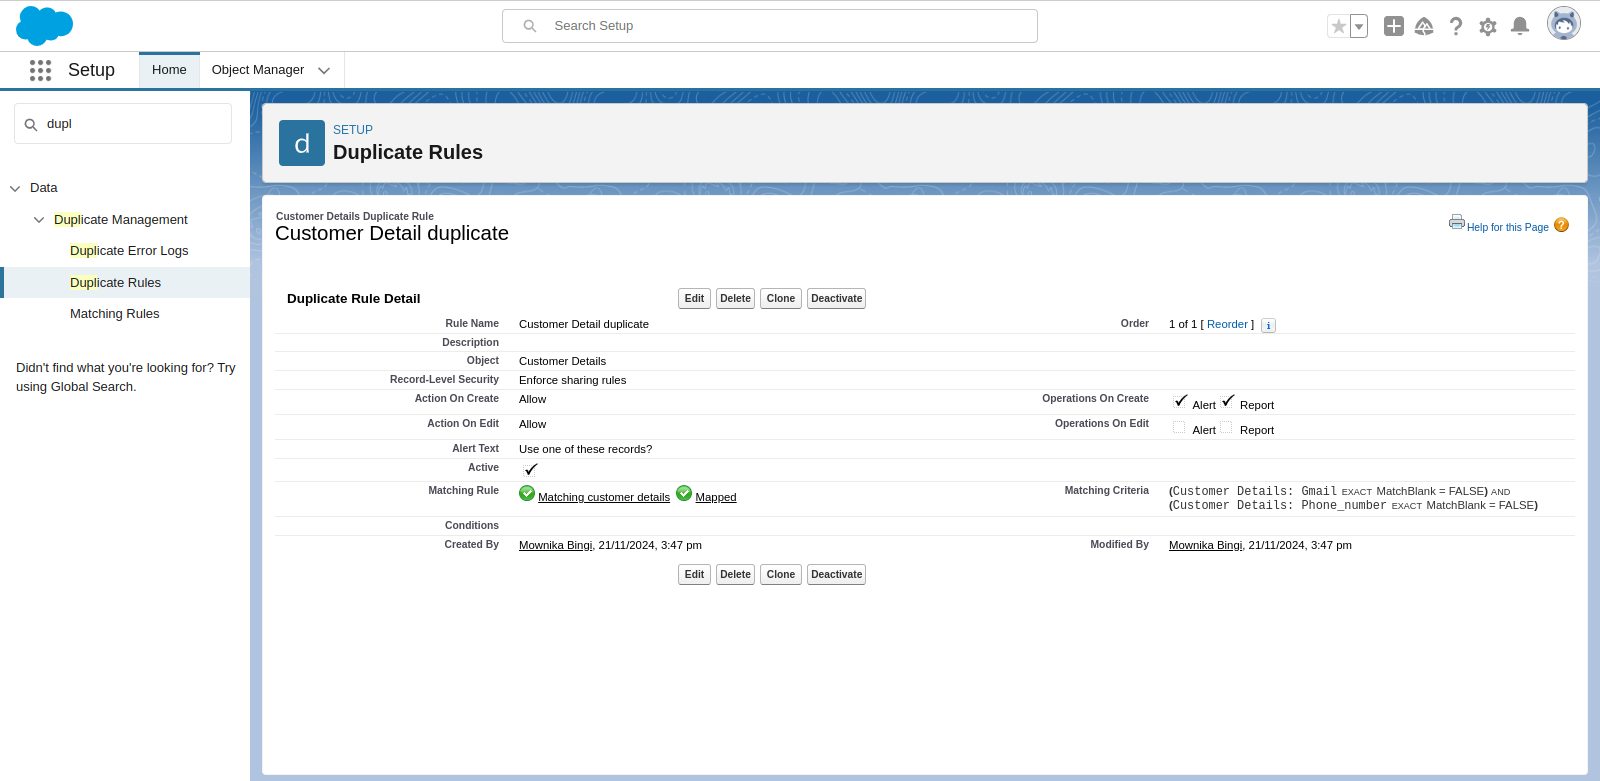 Search Setup
Setup
Home
Object Manager
dupl
Data
Duplicate Management
Duplicate Error Logs
Duplicate Rules
Matching Rules
Didn't find what you're looking for? Try
using Global Search.
d
SETUP
Duplicate Rules
Customer Details Duplicate Rule
Customer Detail duplicate
Help for this Page ?
Duplicate Rule Detail Edit Delete Clone Deactivate
Rule Name Customer Detail duplicate Order 1 of 1 [ Reorder ] i
Description
Object Customer Details
Record-Level Security Enforce sharing rules
Action On Create Allow Operations On Create Alert Report
Action On Edit Allow Operations On Edit Alert Report
Alert Text Use one of these records?
Active
Matching Rule Matching customer details Mapped Matching Criteria (Customer Details: Gmail EXACT MatchBlank = FALSE) AND
(Customer Details: Phone_number EXACT MatchBlank = FALSE)
Conditions
Created By Mownika Bingi, 21/11/2024, 3:47 pm Modified By Mownika Bingi, 21/11/2024, 3:47 pm
Edit Delete Clone Deactivate